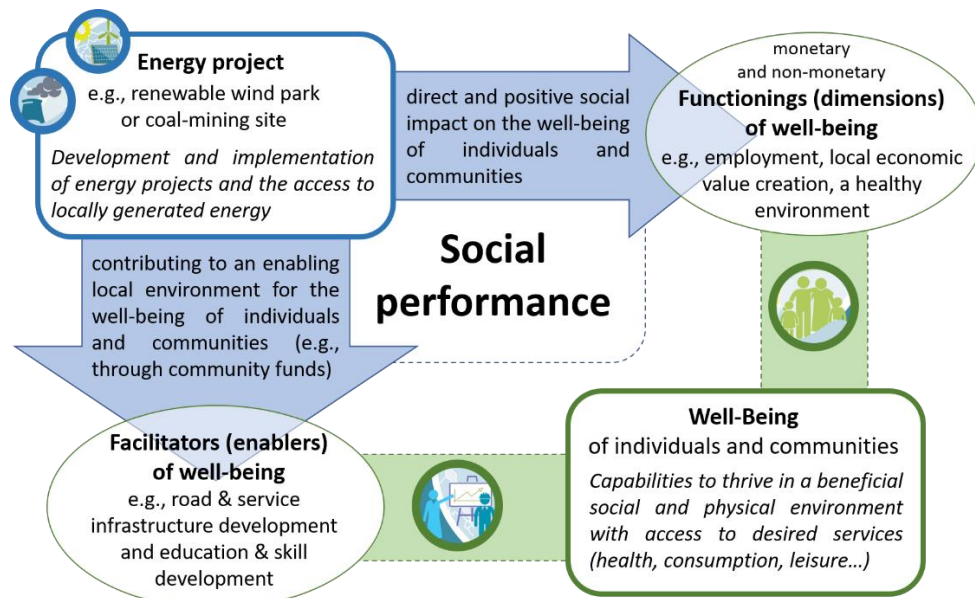 Energy project
e.g., renewable wind park
or coal-mining site
Development and implementation
of energy projects and the access to
locally generated energy
direct and positive social
impact on the well-being
of individuals and
communities
monetary
and non-monetary
Functionings (dimensions)
of well-being
e.g., employment, local economic
value creation, a healthy
environment
Social
performance
contributing to an enabling
local environment for the
well-being of individuals
and communities (e.g.,
through community funds)
Facilitators (enablers)
of well-being
e.g., road & service
infrastructure development
and education & skill
development
Well-Being
of individuals and communities
Capabilities to thrive in a beneficial
social and physical environment
with access to desired services
(health, consumption, leisure...)